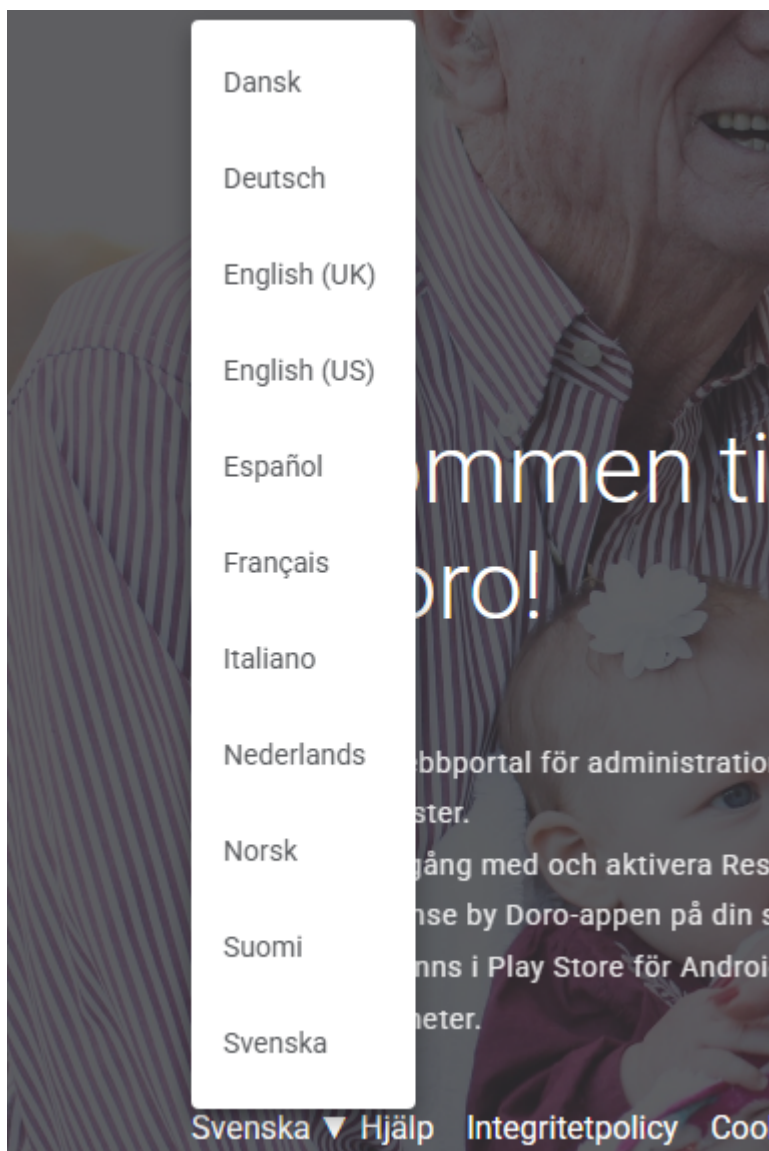 Dansk
Deutsch
English (UK)
English (US)
Español
Français
Italiano
Nederlands
Norsk
Suomi
Svenska
ommen ti
oro!
ebbportal för administratio
ster.
gång med och aktivera Res
nse by Doro-appen på din s
nns i Play Store för Androi
heter.
Svenska ▼ Hjälp Integritetpolicy Coo